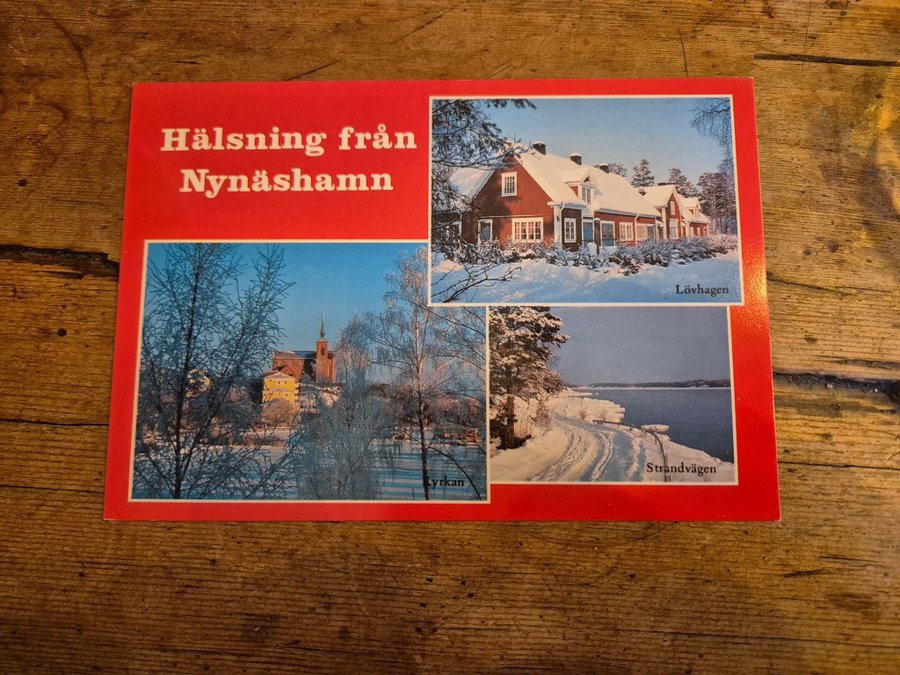 Hälsning från
Nynäshamn
Lövhagen
Kyrkan
Strandvägen